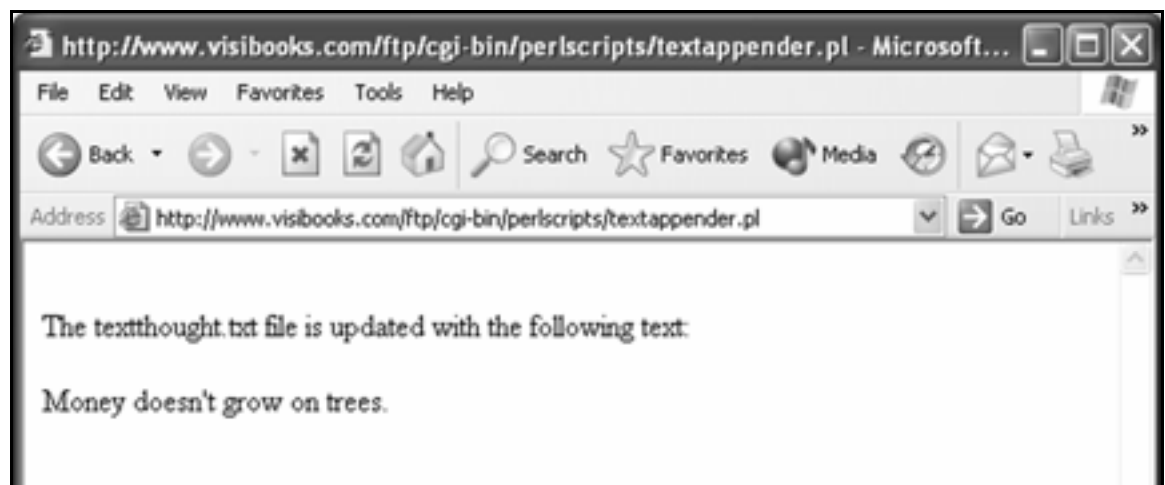 http://www.visibooks.com/ftp/cgi-bin/perlscripts/textappender.pl - Microsoft...
File Edit View Favorites Tools Help
Back Search Favorites Media »
Address http://www.visibooks.com/ftp/cgi-bin/perlscripts/textappender.pl Go Links »
The textthought.txt file is updated with the following text:
Money doesn't grow on trees.